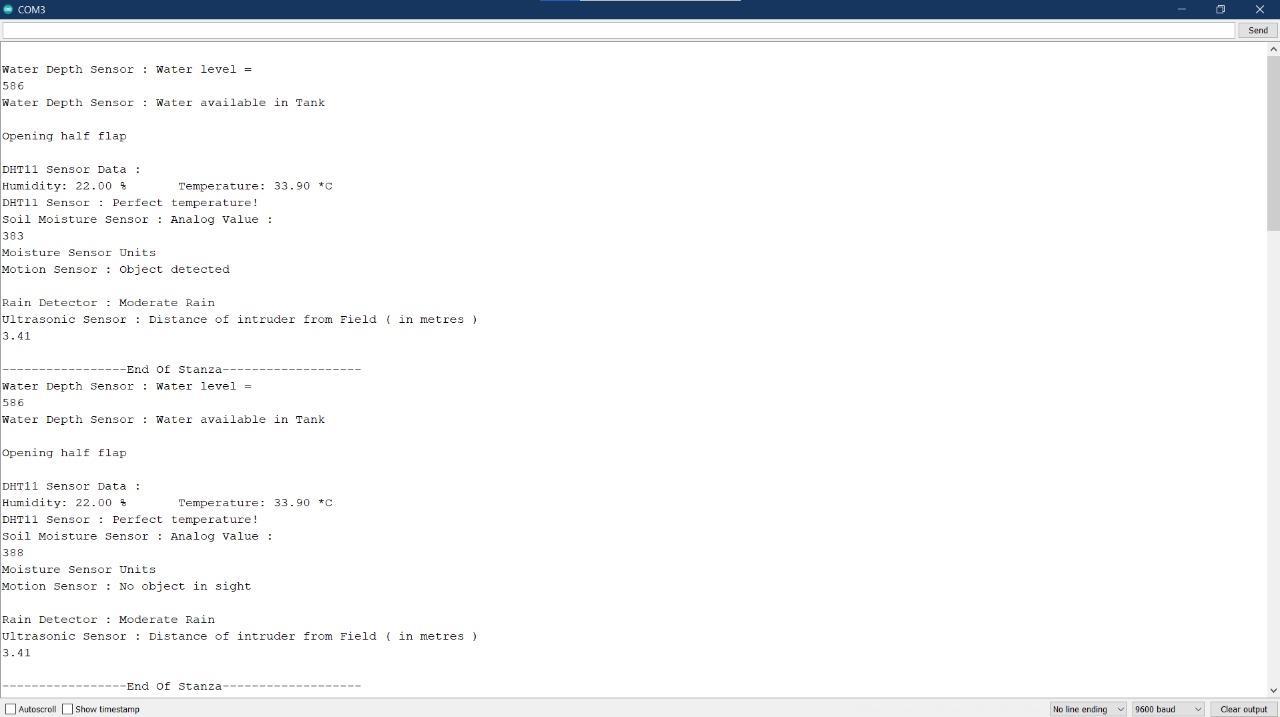 COM3
Send
Water Depth Sensor : Water level =
586
Water Depth Sensor : Water available in Tank
Opening half flap
DHT11 Sensor Data :
Humidity: 22.00 %       Temperature: 33.90 *C
DHT11 Sensor : Perfect temperature!
Soil Moisture Sensor : Analog Value :
383
Moisture Sensor Units
Motion Sensor : Object detected
Rain Detector : Moderate Rain
Ultrasonic Sensor : Distance of intruder from Field ( in metres )
3.41
-----------------End Of Stanza-------------------
Water Depth Sensor : Water level =
586
Water Depth Sensor : Water available in Tank
Opening half flap
DHT11 Sensor Data :
Humidity: 22.00 %       Temperature: 33.90 *C
DHT11 Sensor : Perfect temperature!
Soil Moisture Sensor : Analog Value :
388
Moisture Sensor Units
Motion Sensor : No object in sight
Rain Detector : Moderate Rain
Ultrasonic Sensor : Distance of intruder from Field ( in metres )
3.41
-----------------End Of Stanza-------------------
Autoscroll Show timestamp No line ending 9600 baud Clear output